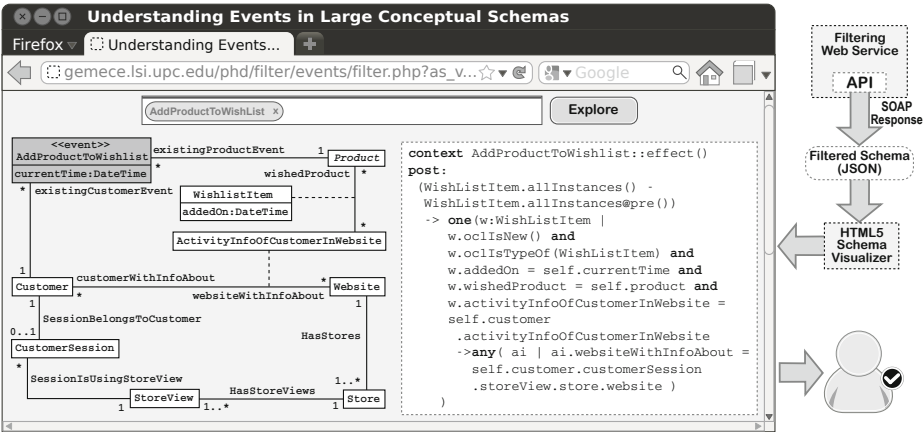 Understanding Events in Large Conceptual Schemas
Firefox
Understanding Events...
gemece.lsi.upc.edu/phd/filter/events/filter.php?as_v...
Google
AddProductToWishList x
Explore
<<event>>
AddProductToWishlist
currentTime:DateTime
existingProductEvent
1
*
Product
wishedProduct
*
* existingCustomerEvent
WishlistItem
addedOn:DateTime
*
ActivityInfoOfCustomerInWebsite
1
Customer
customerWithInfoAbout
*
*
websiteWithInfoAbout
Website
1
1
SessionBelongsToCustomer
0..1
HasStores
CustomerSession
*
SessionIsUsingStoreView
1
StoreView
HasStoreViews
1..*
1..*
1
Store
context AddProductToWishlist::effect()
post:
(WishListItem.allInstances() -
WishListItem.allInstances@pre())
-> one(w:WishListItem |
w.oclIsNew() and
w.oclIsTypeOf(WishListItem) and
w.addedOn = self.currentTime and
w.wishedProduct = self.product and
w.activityInfoOfCustomerInWebsite =
self.customer
.activityInfoOfCustomerInWebsite
->any( ai | ai.websiteWithInfoAbout =
self.customer.customerSession
.storeView.store.website )
)
Filtering
Web Service
API
SOAP
Response
Filtered Schema
(JSON)
HTML5
Schema
Visualizer